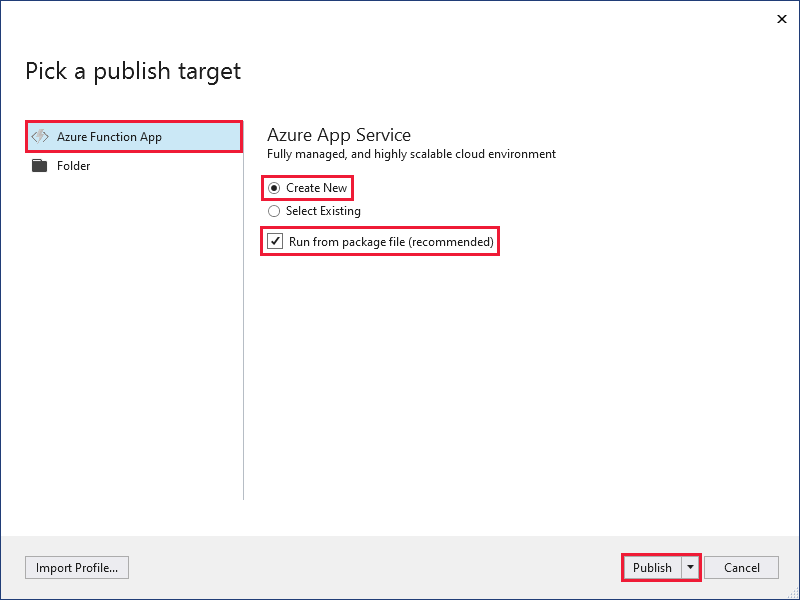 Pick a publish target
Azure Function App
Folder
Azure App Service
Fully managed, and highly scalable cloud environment
Create New
Select Existing
Run from package file (recommended)
Import Profile...
Publish
Cancel